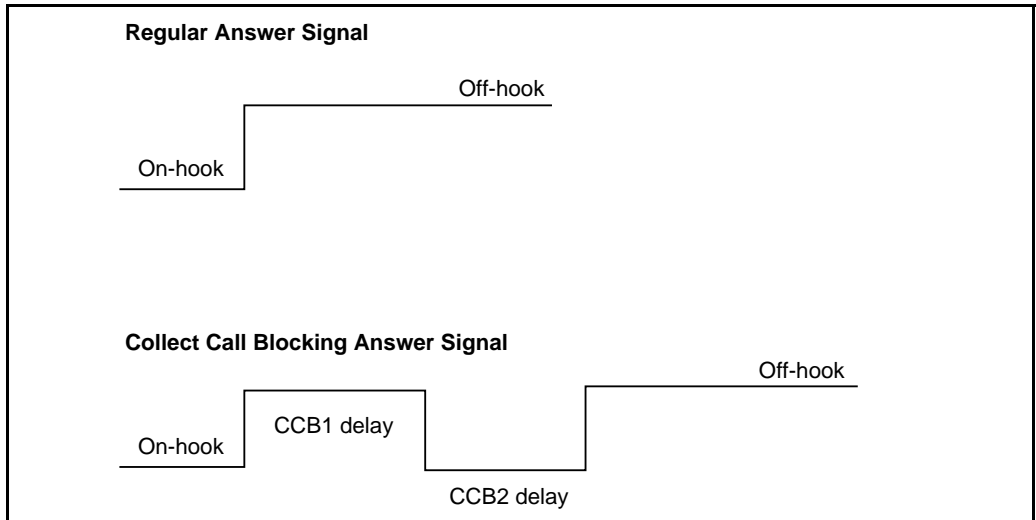 Regular Answer Signal
Off-hook
On-hook
Collect Call Blocking Answer Signal
Off-hook
CCB1 delay
On-hook
CCB2 delay